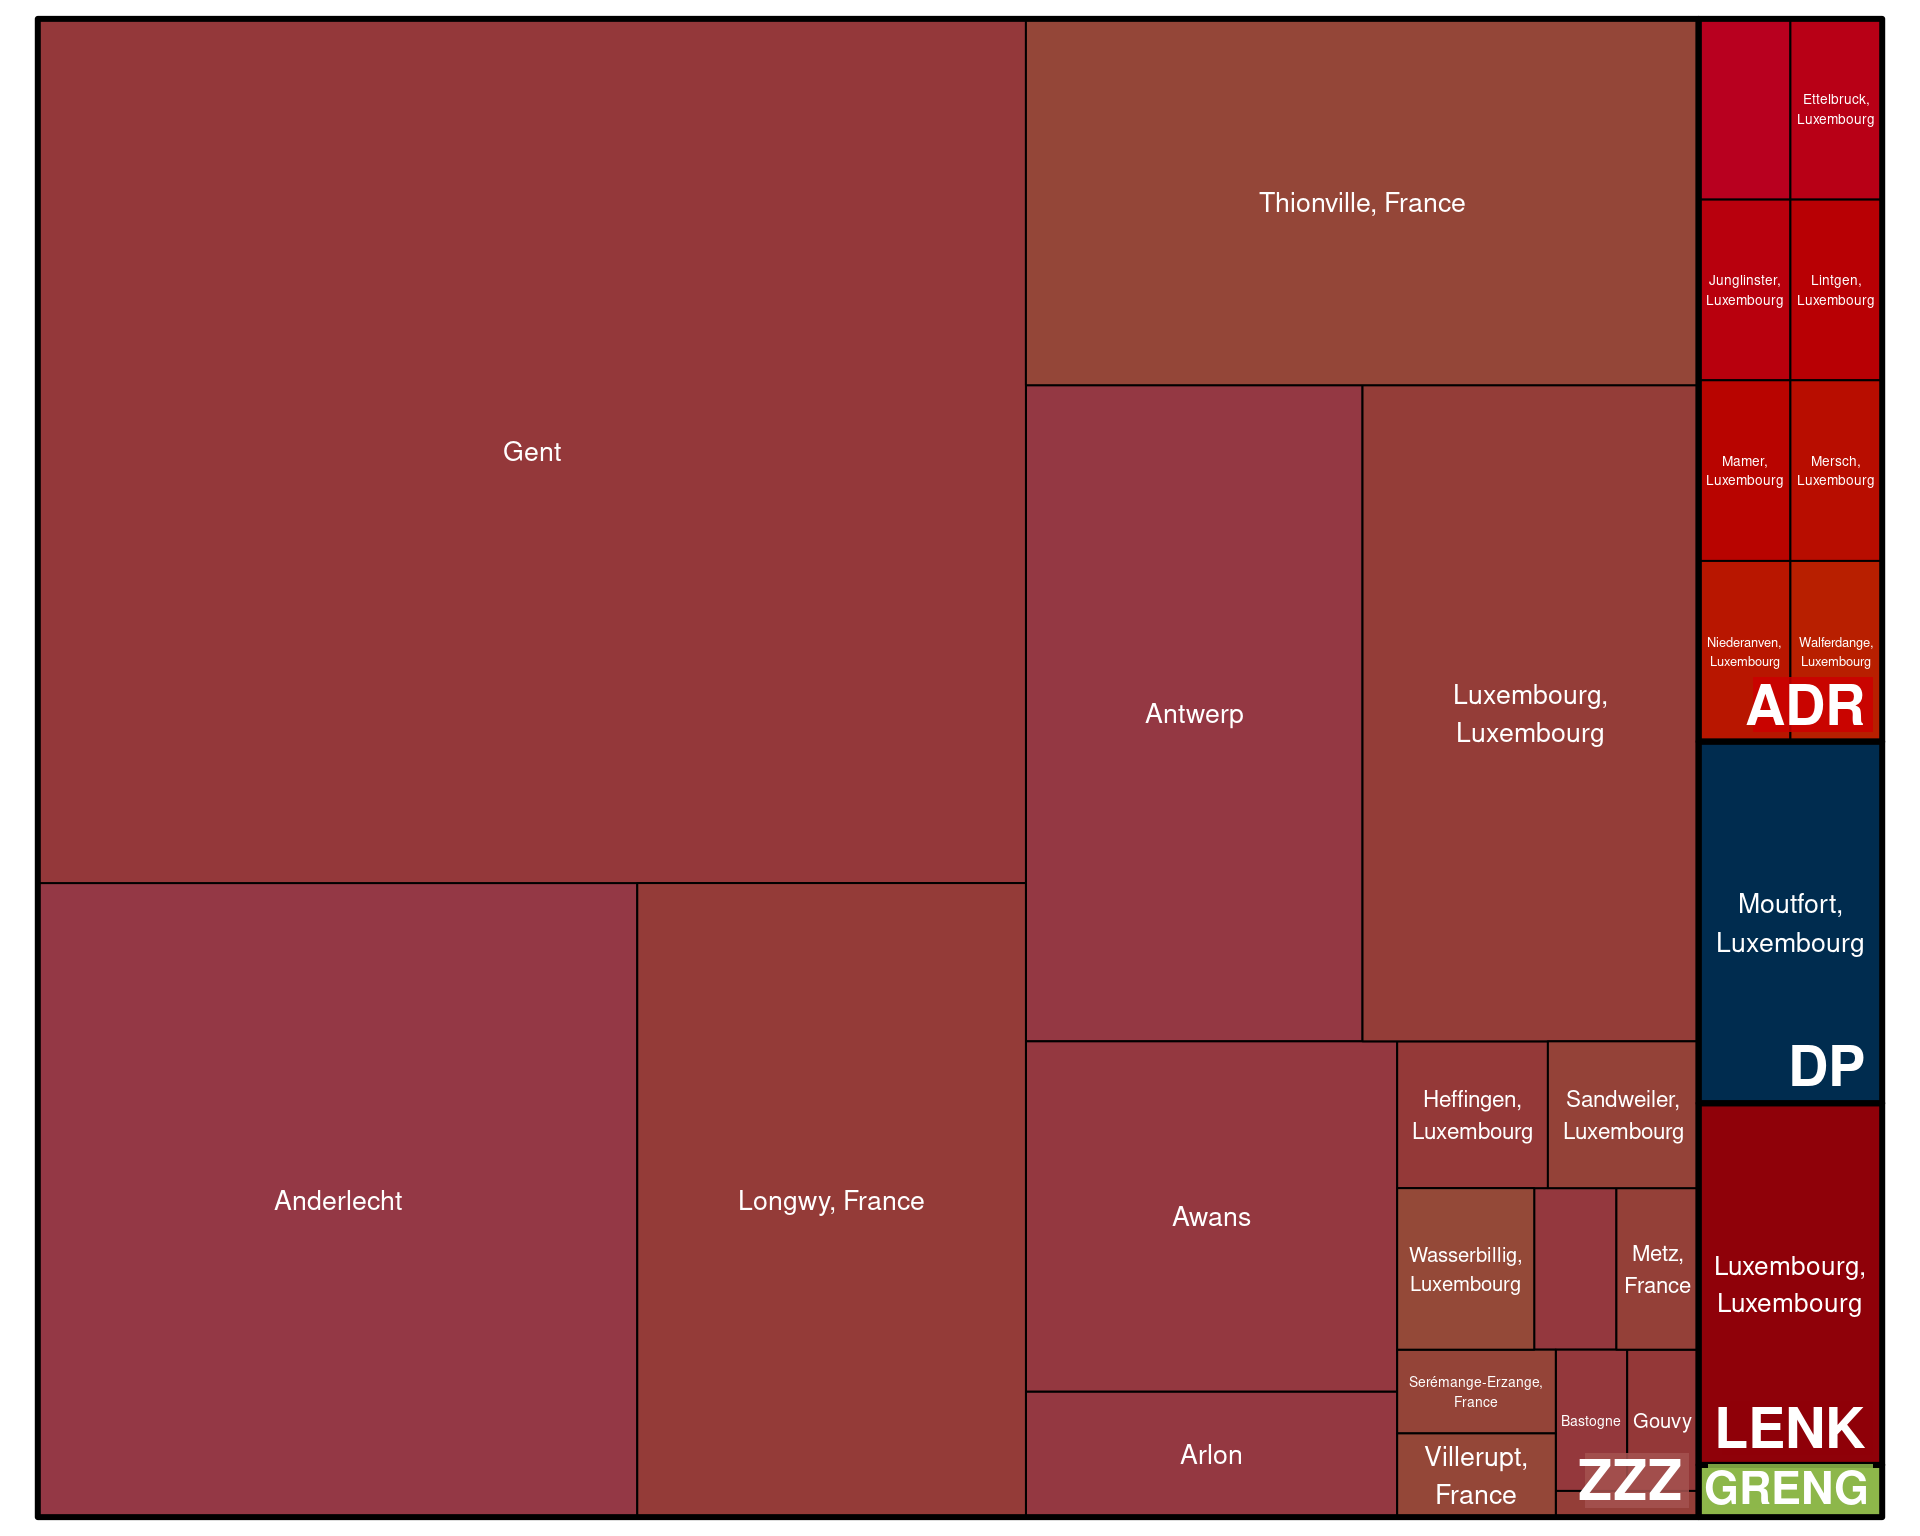 Gent
Anderlecht
Longwy, France
Thionville, France
Antwerp
Luxembourg,
Luxembourg
Awans
Arlon
Heffingen,
Luxembourg
Sandweiler,
Luxembourg
Wasserbillig,
Luxembourg
Metz,
France
Serémange-Erzange,
France
Villerupt,
France
Bastogne
Gouvy
ZZZ
Ettelbruck,
Luxembourg
Junglinster,
Luxembourg
Lintgen,
Luxembourg
Mamer,
Luxembourg
Mersch,
Luxembourg
Niederanven,
Luxembourg
Walferdange,
Luxembourg
ADR
Moutfort,
Luxembourg
DP
Luxembourg,
Luxembourg
LENK
GRENG